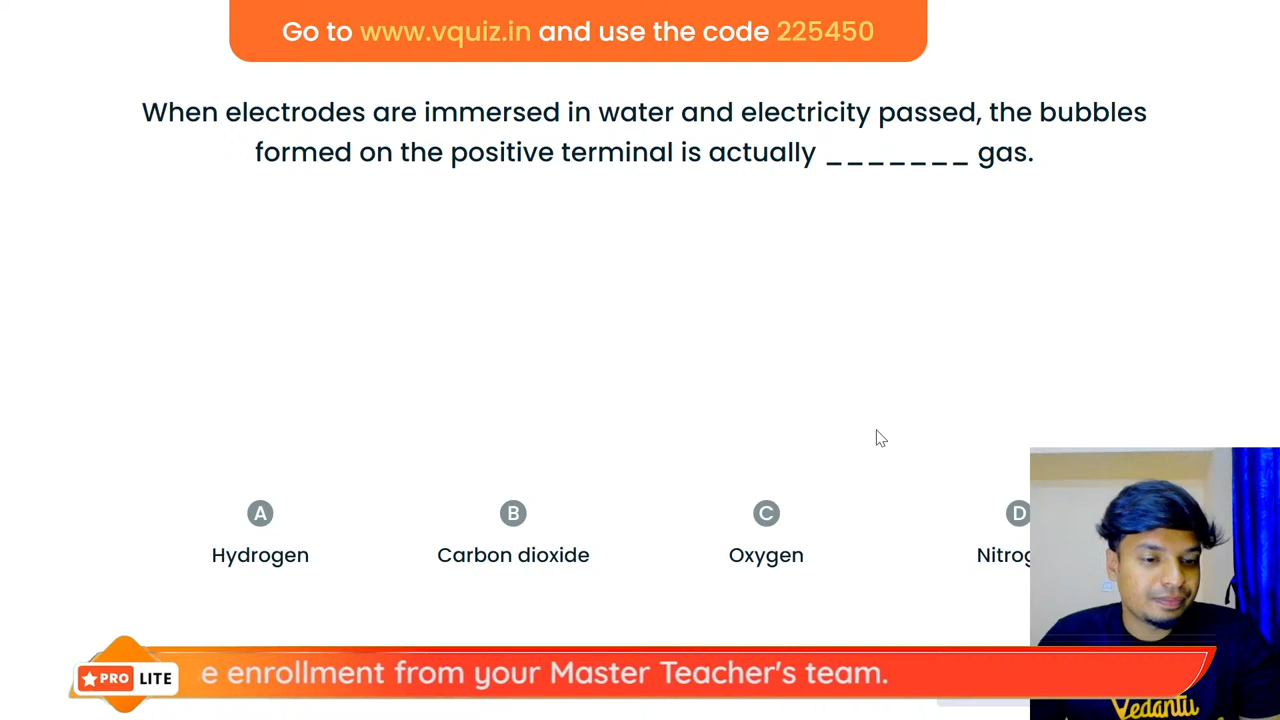 Go to www.vquiz.in and use the code 225450
When electrodes are immersed in water and electricity passed, the bubbles
formed on the positive terminal is actually _ _ _ _ _ _ _ gas.
A
B
C
D
Hydrogen
Carbon dioxide
Oxygen
Nitrog
PRO LITE
e enrollment from your Master Teacher's team.
Vedantu